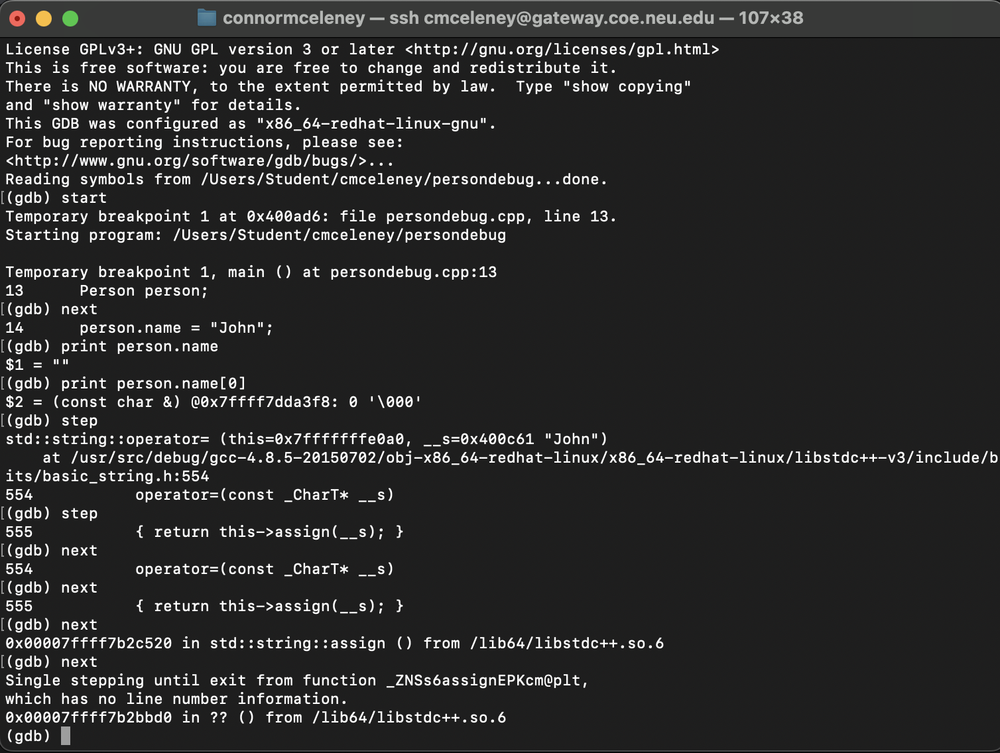 connormceleney — ssh cmceleney@gateway.coe.neu.edu — 107×38
License GPLv3+: GNU GPL version 3 or later <http://gnu.org/licenses/gpl.html>
This is free software: you are free to change and redistribute it.
There is NO WARRANTY, to the extent permitted by law.  Type "show copying"
and "show warranty" for details.
This GDB was configured as "x86_64-redhat-linux-gnu".
For bug reporting instructions, please see:
<http://www.gnu.org/software/gdb/bugs/>...
Reading symbols from /Users/Student/cmceleney/persondebug...done.
[(gdb) start
Temporary breakpoint 1 at 0x400ad6: file persondebug.cpp, line 13.
Starting program: /Users/Student/cmceleney/persondebug
Temporary breakpoint 1, main () at persondebug.cpp:13
13      Person person;
[(gdb) next
14      person.name = "John";
[(gdb) print person.name
$1 = ""
[(gdb) print person.name[0]
$2 = (const char &) @0x7ffff7dda3f8: 0 '\000'
[(gdb) step
std::string::operator= (this=0x7fffffffe0a0, __s=0x400c61 "John")
    at /usr/src/debug/gcc-4.8.5-20150702/obj-x86_64-redhat-linux/x86_64-redhat-linux/libstdc++-v3/include/b
its/basic_string.h:554
554           operator=(const _CharT* __s)
[(gdb) step
555           { return this->assign(__s); }
[(gdb) next
554           operator=(const _CharT* __s)
[(gdb) next
555           { return this->assign(__s); }
[(gdb) next
0x00007ffff7b2c520 in std::string::assign () from /lib64/libstdc++.so.6
[(gdb) next
Single stepping until exit from function _ZNSs6assignEPKcm@plt,
which has no line number information.
0x00007ffff7b2bbd0 in ?? () from /lib64/libstdc++.so.6
(gdb)